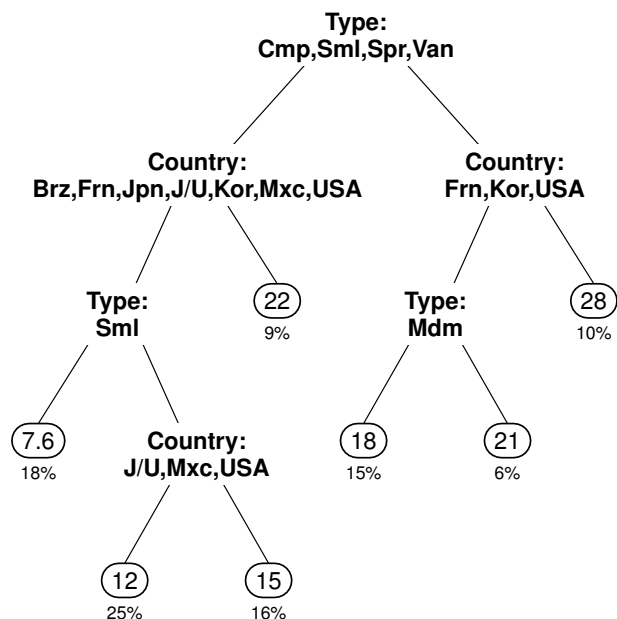 Type:
Cmp,Sml,Spr,Van
Country:
Brz,Frn,Jpn,J/U,Kor,Mxc,USA
Country:
Frn,Kor,USA
Type:
Sml
22
9%
Type:
Mdm
28
10%
7.6
18%
Country:
J/U,Mxc,USA
18
15%
21
6%
12
25%
15
16%